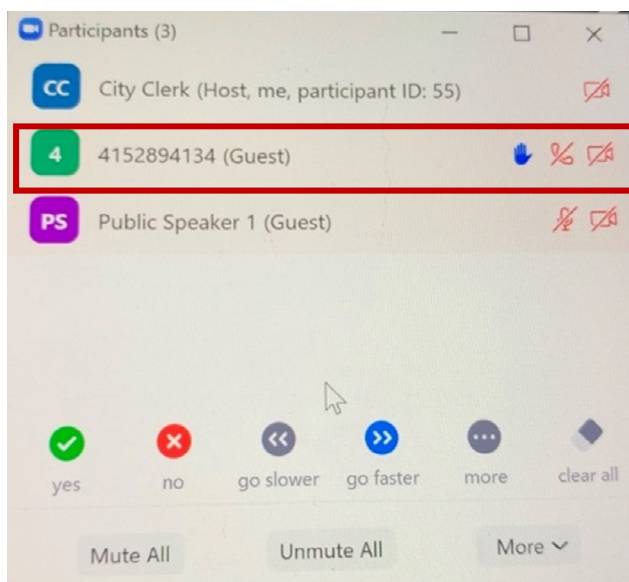 Participants (3)
CC City Clerk (Host, me, participant ID: 55)
4 4152894134 (Guest)
PS Public Speaker 1 (Guest)
yes no go slower go faster more clear all
Mute All Unmute All More